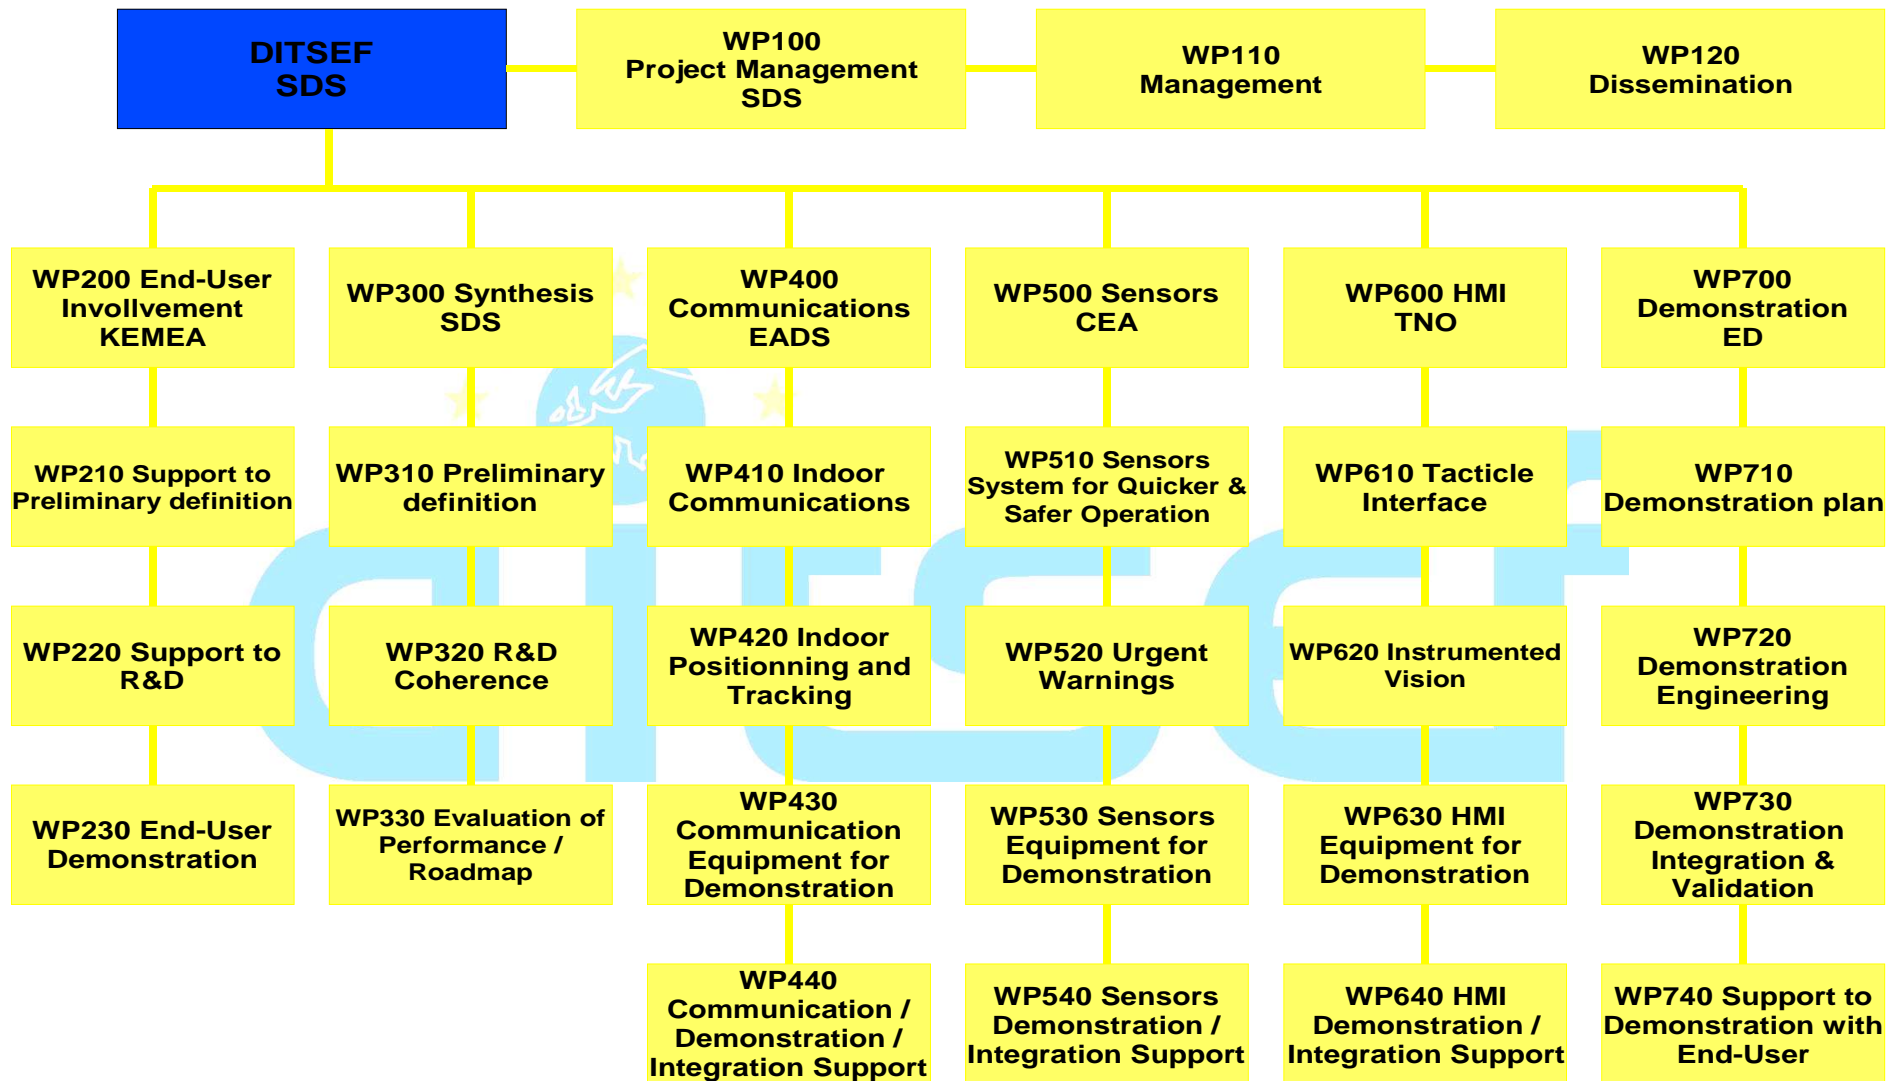 DITSEF
SDS
WP100
Project Management
SDS
WP110
Management
WP120
Dissemination
WP200 End-User
Invollvement
KEMEA
WP300 Synthesis
SDS
WP400
Communications
EADS
WP500 Sensors
CEA
WP600 HMI
TNO
WP700
Demonstration
ED
WP210 Support to
Preliminary definition
WP310 Preliminary
definition
WP410 Indoor
Communications
WP510 Sensors
System for Quicker &
Safer Operation
WP610 Tacticle
Interface
WP710
Demonstration plan
WP220 Support to
R&D
WP320 R&D
Coherence
WP420 Indoor
Positionning and
Tracking
WP520 Urgent
Warnings
WP620 Instrumented
Vision
WP720
Demonstration
Engineering
WP230 End-User
Demonstration
WP330 Evaluation of
Performance /
Roadmap
WP430
Communication
Equipment for
Demonstration
WP530 Sensors
Equipment for
Demonstration
WP630 HMI
Equipment for
Demonstration
WP730
Demonstration
Integration &
Validation
WP440
Communication /
Demonstration /
Integration Support
WP540 Sensors
Demonstration /
Integration Support
WP640 HMI
Demonstration /
Integration Support
WP740 Support to
Demonstration with
End-User
ditsef